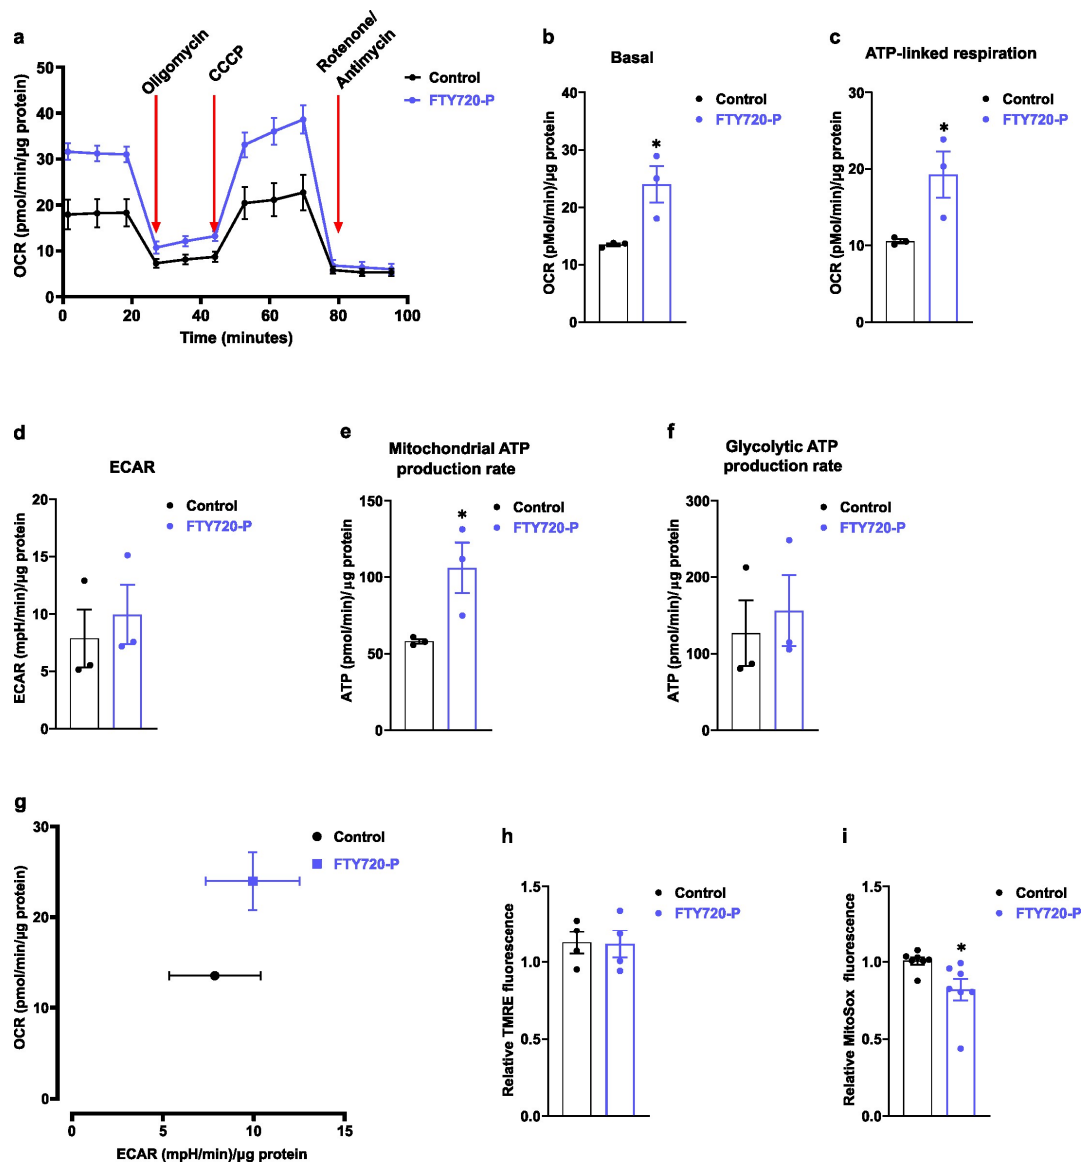 a
Oligomycin
CCCP
Rotenone/
Antimycin
Control
FTY720-P
OCR (pmol/min/µg protein)
50
40
30
20
10
0
0 20 40 60 80 100
Time (minutes)
b
Basal
Control
FTY720-P
OCR (pMol/min)/µg protein)
40
30
20
10
0
*
c
ATP-linked respiration
Control
FTY720-P
OCR (pMol/min)/µg protein)
30
20
10
0
*
d
ECAR
Control
FTY720-P
ECAR (mpH/min)/µg protein)
20
15
10
5
0
e
Mitochondrial ATP
production rate
Control
FTY720-P
ATP (pmol/min)/ µg protein)
150
100
50
0
*
f
Glycolytic ATP
production rate
Control
FTY720-P
ATP (pmol/min)/ µg protein)
300
200
100
0
g
Control
FTY720-P
OCR (pmol/min/µg protein)
30
20
10
0
0 5 10 15
ECAR (mpH/min)/µg protein)
h
Control
FTY720-P
Relative TMRE fluorescence
1.5
1.0
0.5
0.0
i
Control
FTY720-P
Relative MitoSox fluorescence
1.5
1.0
0.5
0.0
*